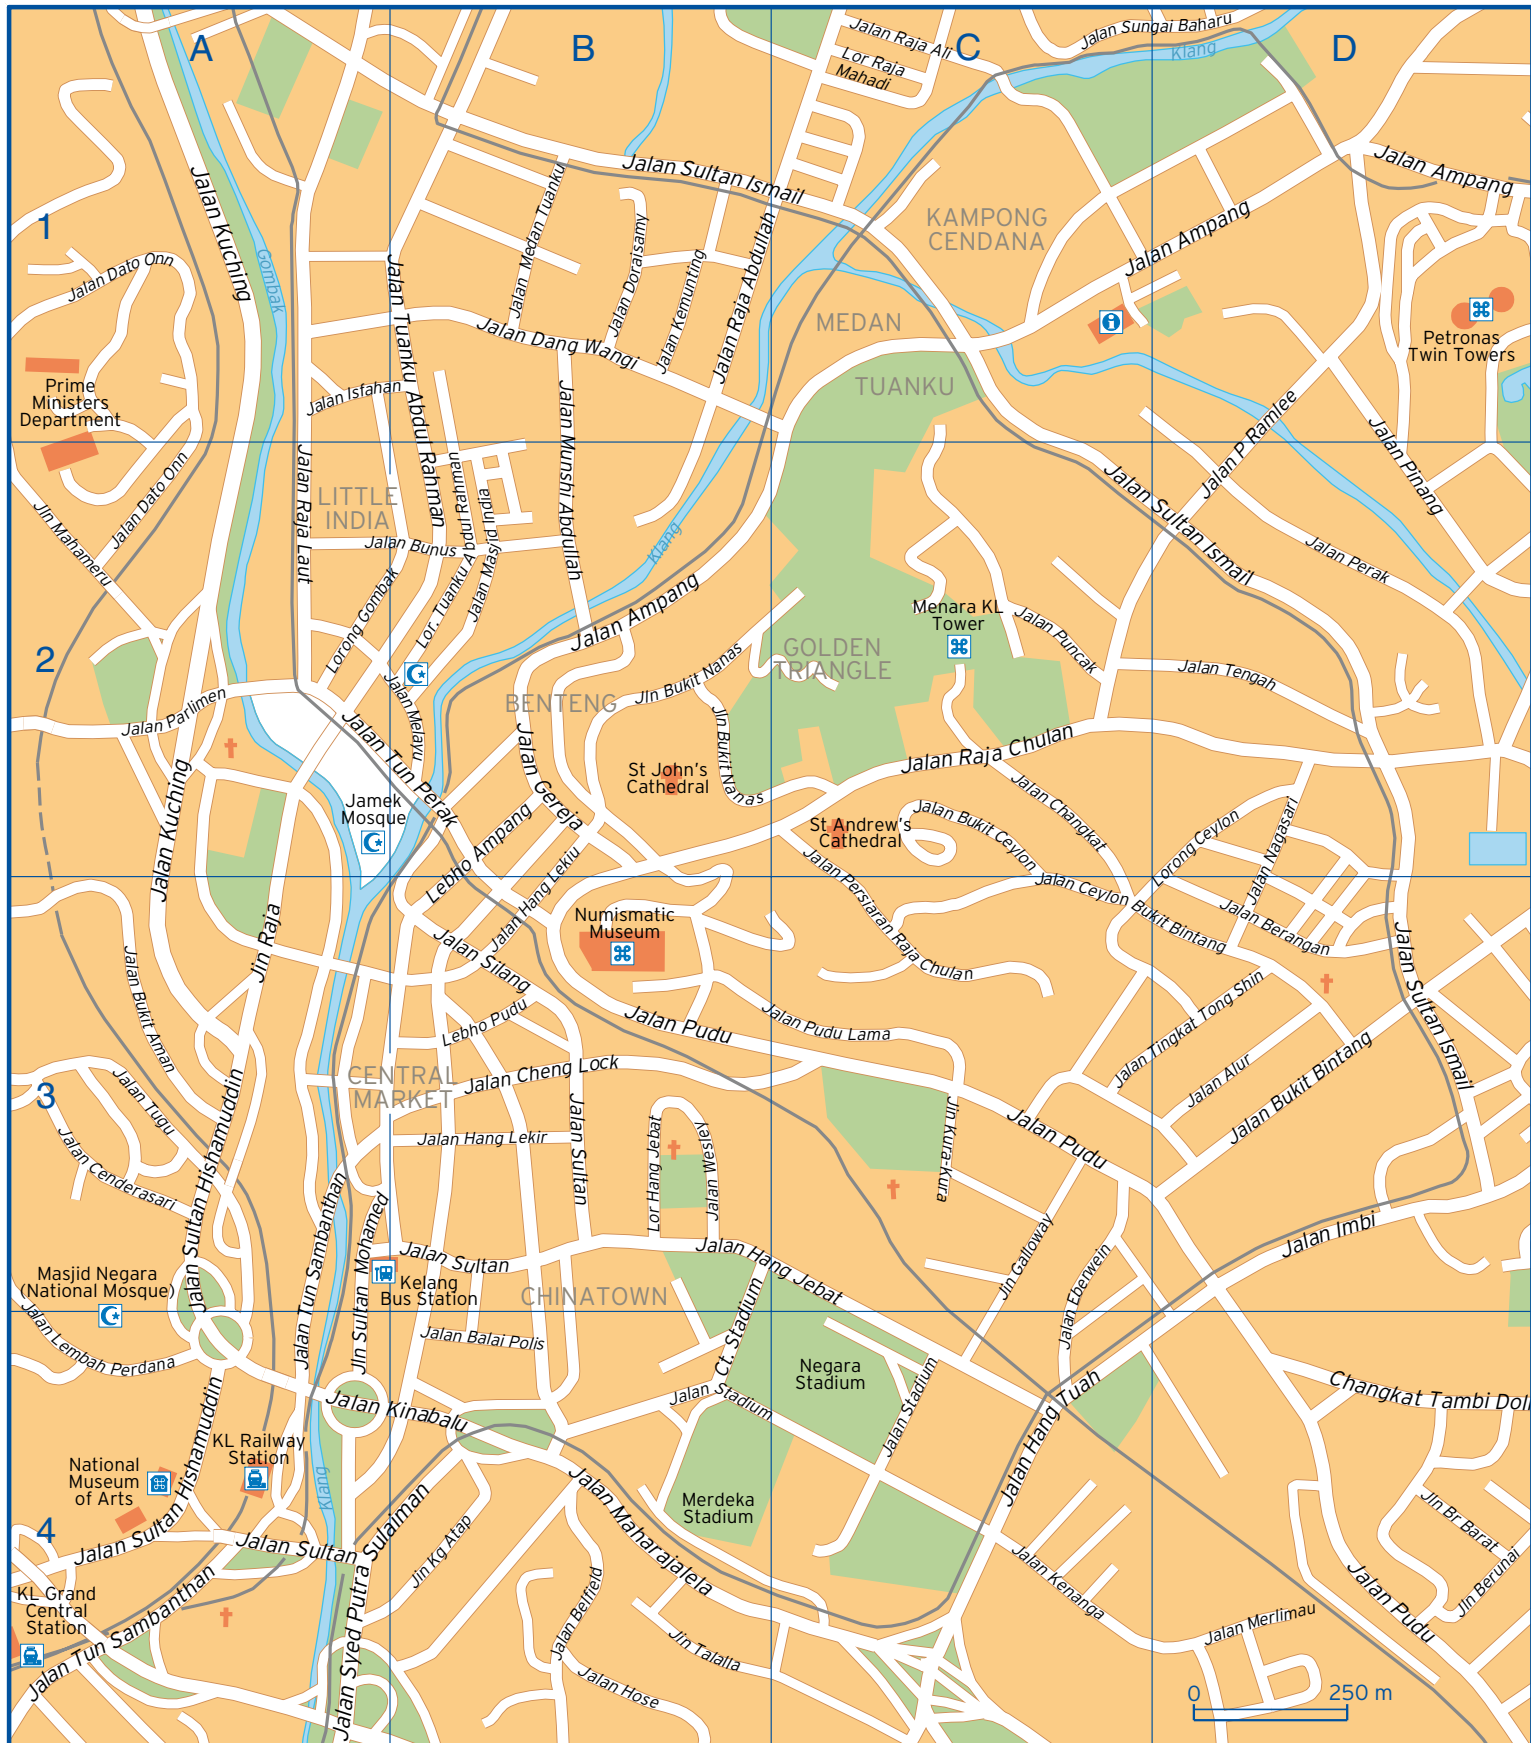 A
B
C
D
1
2
3
4
Jalan Raja Ali
Lor Raja
Mahadi
Jalan Sungai Baharu
Klang
Jalan Ampang
Jalan Kuching
Gombak
Jalan Sultan Ismail
Jalan Medan Tuanku
Jalan Doraisamy
Jalan Kemunting
Jalan Raja Abdullah
KAMPONG
CENDANA
Jalan Ampang
Jalan Dato Onn
Jalan Tuanku Abdul Rahman
Jalan Dang Wangi
MEDAN
TUANKU
Petronas
Twin Towers
Prime
Ministers
Department
Jalan Isfahan
Jalan Munshi Abdullah
Jalan P Ramlee
Jalan Pinang
Jalan Dato Onn
Jln Mahameru
Jalan Raja Laut
LITTLE
INDIA
Jalan Bunus
Lor. Tuanku Abdul Rahman
Jalan Masjid India
Lorong Gombak
Klang
Jalan Ampang
Jalan Sultan Ismail
Jalan Perak
Menara KL
Tower
Jalan Puncak
Jalan Tengah
GOLDEN
TRIANGLE
Jln Bukit Nanas
Jln Bukit Nanas
BENTENG
Jalan Melayu
Jalan Parlimen
Jalan Tun Perak
Jalan Gereja
Jalan Raja Chulan
St John's
Cathedral
Jalan Kuching
Jamek
Mosque
Lebho Ampang
Jalan Hang Lekiu
St Andrew's
Cathedral
Jalan Changkat
Jalan Bukit Ceylon
Lorong Ceylon
Jalan Nagasari
Jalan Persiaran Raja Chulan
Jalan Ceylon
Bukit Bintang
Jalan Berangan
Numismatic
Museum
Jalan Silang
Jln Raja
Jalan Bukit Aman
Lebho Pudu
Jalan Pudu
Jalan Pudu Lama
Jalan Tingkat Tong Shin
Jalan Sultan Ismail
Jalan Alur
Jalan Bukit Bintang
CENTRAL
MARKET
Jalan Cheng Lock
Jalan Tugu
Jalan Cenderasari
Jalan Sultan Hishamuddin
Jalan Hang Lekir
Jalan Sultan
Lor Hang Jebat
Jalan Wesley
Jln Kura-Kura
Jalan Pudu
Jalan Imbi
Jalan Tun Sambanthan
Jln Sultan Mohamed
Jalan Sultan
Jalan Hang Jebat
Jln Galloway
Jalan Eberwein
Masjid Negara
(National Mosque)
Kelang
Bus Station
CHINATOWN
Jalan Lembah Perdana
Jalan Balai Polis
Ct. Stadium
Negara
Stadium
Jalan Stadium
Jalan Stadium
Jalan Hang Tuah
Changkat Tambi Doll
Jalan Kinabalu
KL Railway
Station
National
Museum
of Arts
Jalan Sultan Hishamuddin
Klang
Merdeka
Stadium
Jalan Maharajalela
Jln Br Barat
Jln Berunai
Jalan Sultan
Jalan Syed Putra Sulaiman
Jln Kg Atap
Jalan Belfield
Jalan Kenanga
Jalan Pudu
KL Grand
Central
Station
Jalan Tun Sambanthan
Jln Talalla
Jalan Merlimau
Jalan Hose
0
250 m